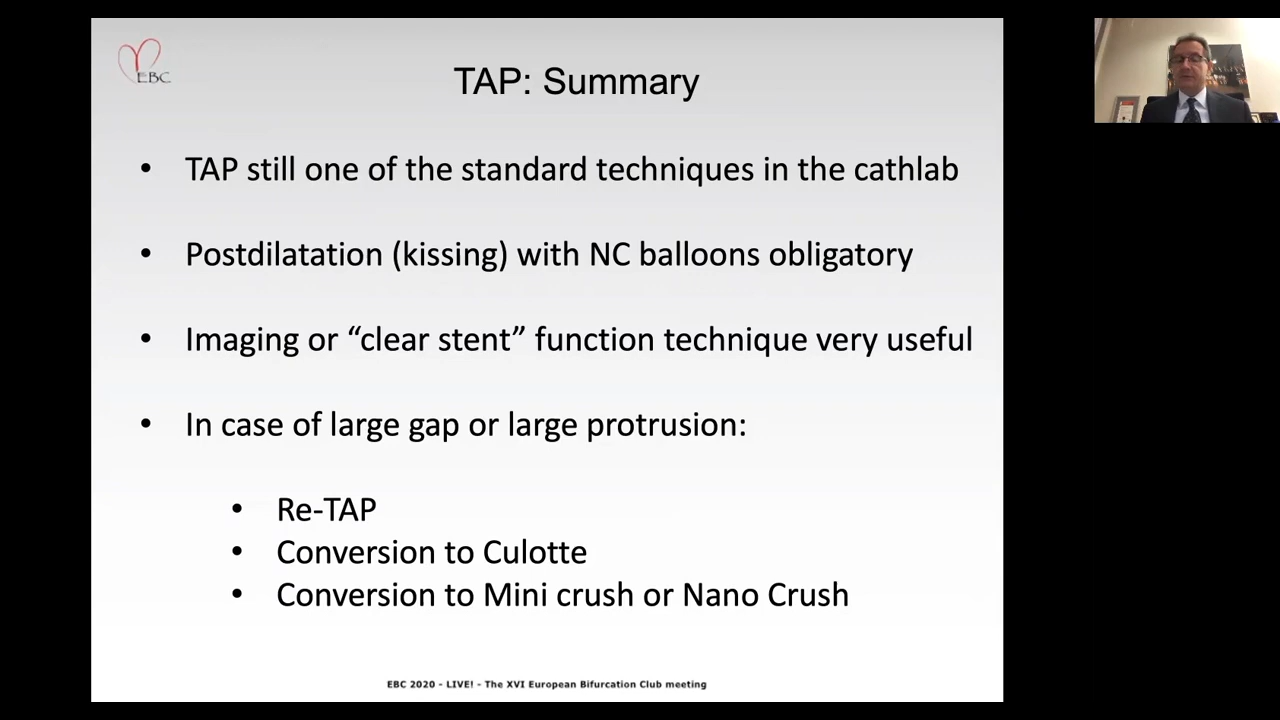 EBC
TAP: Summary
• TAP still one of the standard techniques in the cathlab
• Postdilatation (kissing) with NC balloons obligatory
• Imaging or “clear stent” function technique very useful
• In case of large gap or large protrusion:
• Re-TAP
• Conversion to Culotte
• Conversion to Mini crush or Nano Crush
EBC 2020 - LIVE! - The XVI European Bifurcation Club meeting